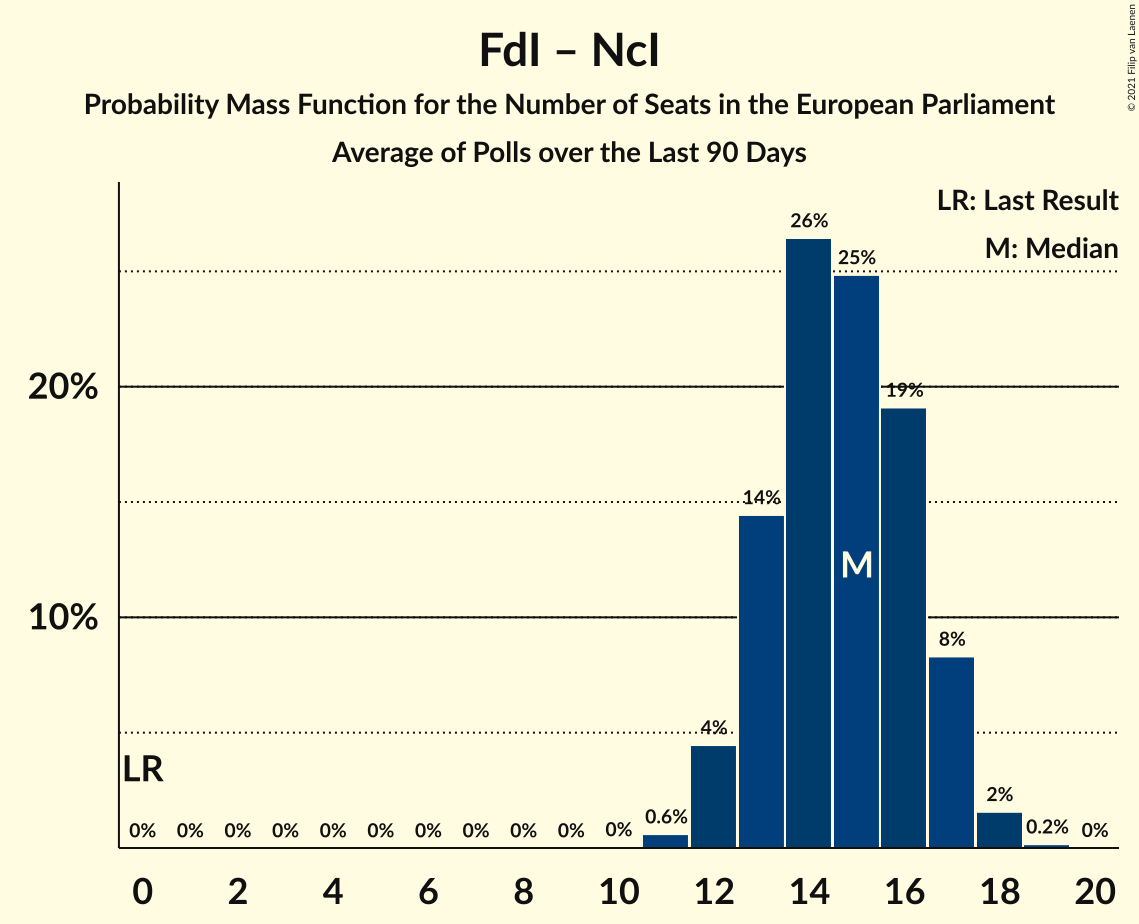 FdI – NcI
Probability Mass Function for the Number of Seats in the European Parliament
Average of Polls over the Last 90 Days
© 2021 Filip van Laenen
LR: Last Result
M: Median
26%
25%
20%
19%
14%
M
10%
8%
4%
LR
2%
0% 0% 0% 0% 0% 0% 0% 0% 0% 0% 0% 0.6% 0.2% 0%
0 2 4 6 8 10 12 14 16 18 20